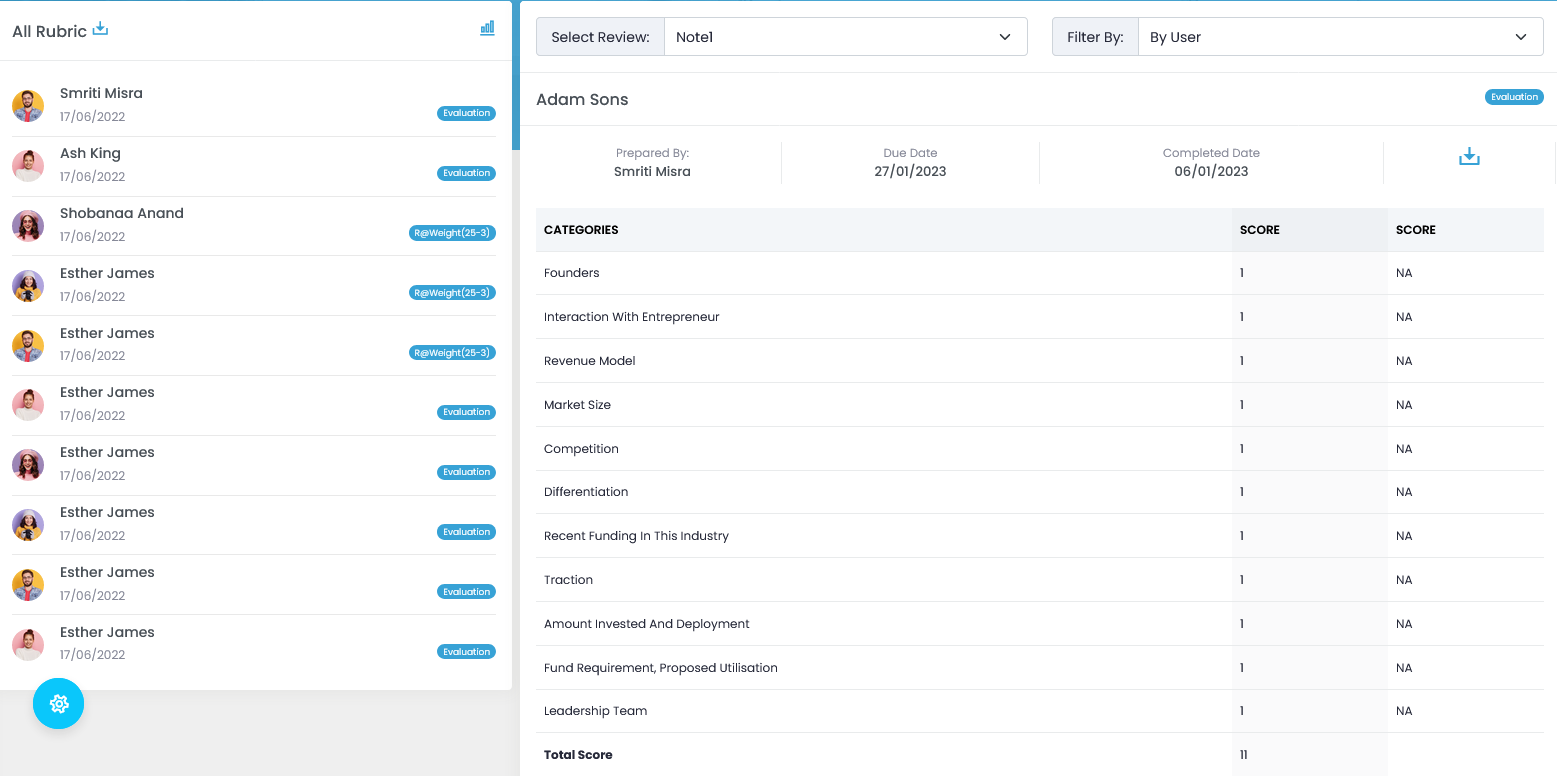 All Rubric
Smriti Misra
17/06/2022
Evaluation
Ash King
17/06/2022
Evaluation
Shobanaa Anand
17/06/2022
R@Weight(25-3)
Esther James
17/06/2022
R@Weight(25-3)
Esther James
17/06/2022
R@Weight(25-3)
Esther James
17/06/2022
Evaluation
Esther James
17/06/2022
Evaluation
Esther James
17/06/2022
Evaluation
Esther James
17/06/2022
Evaluation
Esther James
17/06/2022
Evaluation
Select Review: Note1 Filter By: By User
Adam Sons Evaluation
Prepared By: Due Date Completed Date
Smriti Misra 27/01/2023 06/01/2023
CATEGORIES SCORE SCORE
Founders 1 NA
Interaction With Entrepreneur 1 NA
Revenue Model 1 NA
Market Size 1 NA
Competition 1 NA
Differentiation 1 NA
Recent Funding In This Industry 1 NA
Traction 1 NA
Amount Invested And Deployment 1 NA
Fund Requirement, Proposed Utilisation 1 NA
Leadership Team 1 NA
Total Score 11